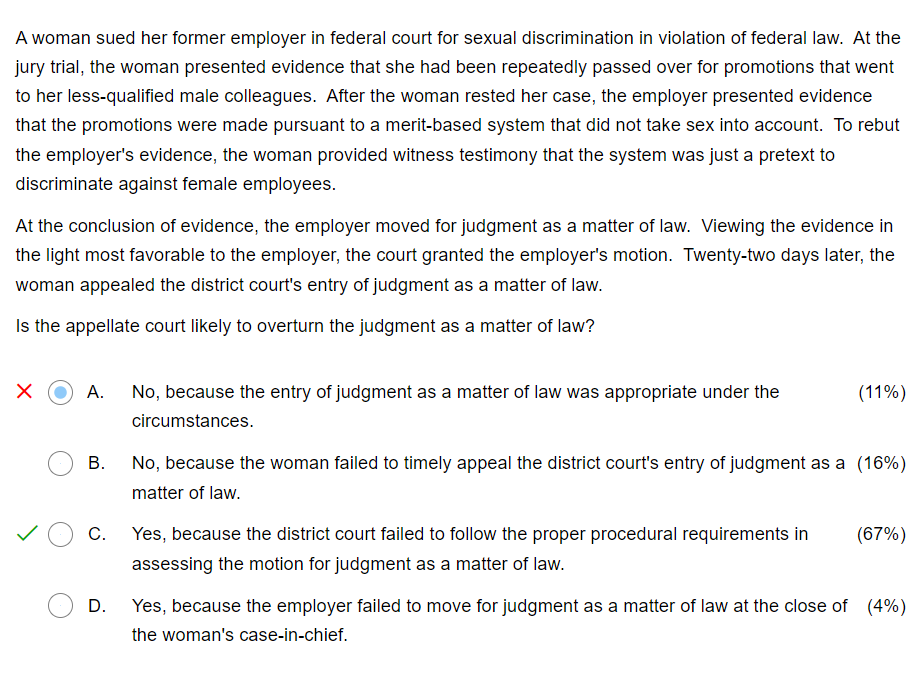 A woman sued her former employer in federal court for sexual discrimination in violation of federal law.  At the
jury trial, the woman presented evidence that she had been repeatedly passed over for promotions that went
to her less-qualified male colleagues.  After the woman rested her case, the employer presented evidence
that the promotions were made pursuant to a merit-based system that did not take sex into account.  To rebut
the employer's evidence, the woman provided witness testimony that the system was just a pretext to
discriminate against female employees.
At the conclusion of evidence, the employer moved for judgment as a matter of law.  Viewing the evidence in
the light most favorable to the employer, the court granted the employer's motion.  Twenty-two days later, the
woman appealed the district court's entry of judgment as a matter of law.
Is the appellate court likely to overturn the judgment as a matter of law?
A. No, because the entry of judgment as a matter of law was appropriate under the (11%)
circumstances.
B. No, because the woman failed to timely appeal the district court's entry of judgment as a (16%)
matter of law.
C. Yes, because the district court failed to follow the proper procedural requirements in (67%)
assessing the motion for judgment as a matter of law.
D. Yes, because the employer failed to move for judgment as a matter of law at the close of (4%)
the woman's case-in-chief.